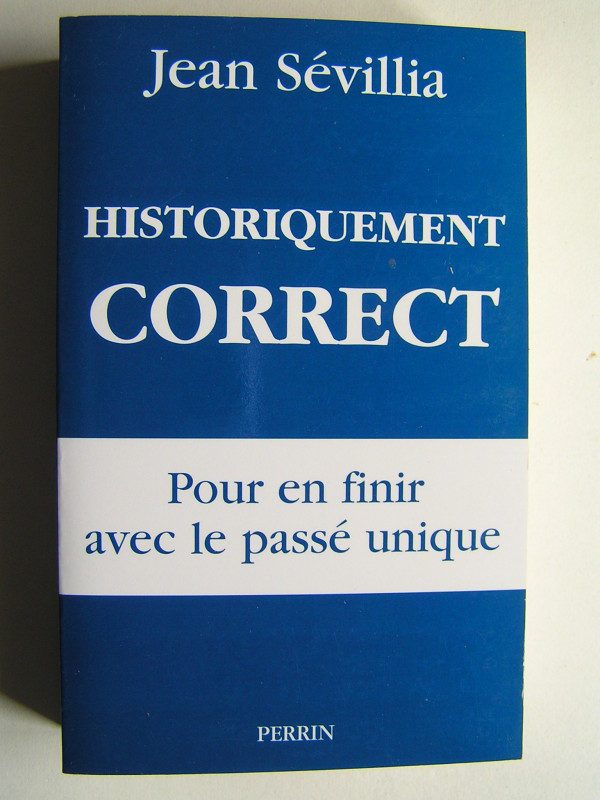 Jean Sévillia
HISTORIQUEMENT
CORRECT
Pour en finir
avec le passé unique
PERRIN